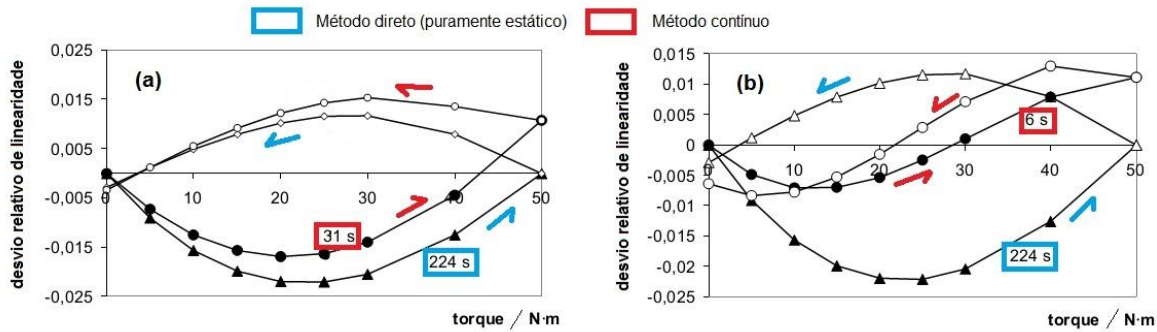 Método direto (puramente estático)
Método contínuo
desvio relativo de linearidade
(a)
0,025
0,015
0,005
-0,005
-0,015
-0,025
0
10
20
30
40
50
31 s
224 s
torque / N·m
desvio relativo de linearidade
(b)
0,015
0,01
0,005
0
-0,005
-0,01
-0,015
-0,02
-0,025
0
10
20
30
40
50
6 s
224 s
torque / N·m